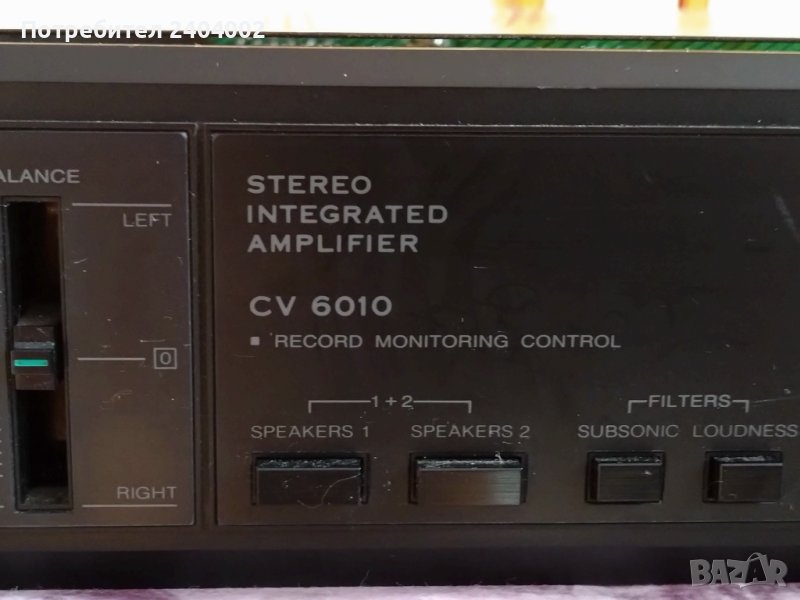 Потребител 2404002
ALANCE
LEFT
0
RIGHT
STEREO
INTEGRATED
AMPLIFIER
CV 6010
RECORD MONITORING CONTROL
1+2
SPEAKERS 1 SPEAKERS 2
FILTERS
SUBSONIC LOUDNESS
BAZAR